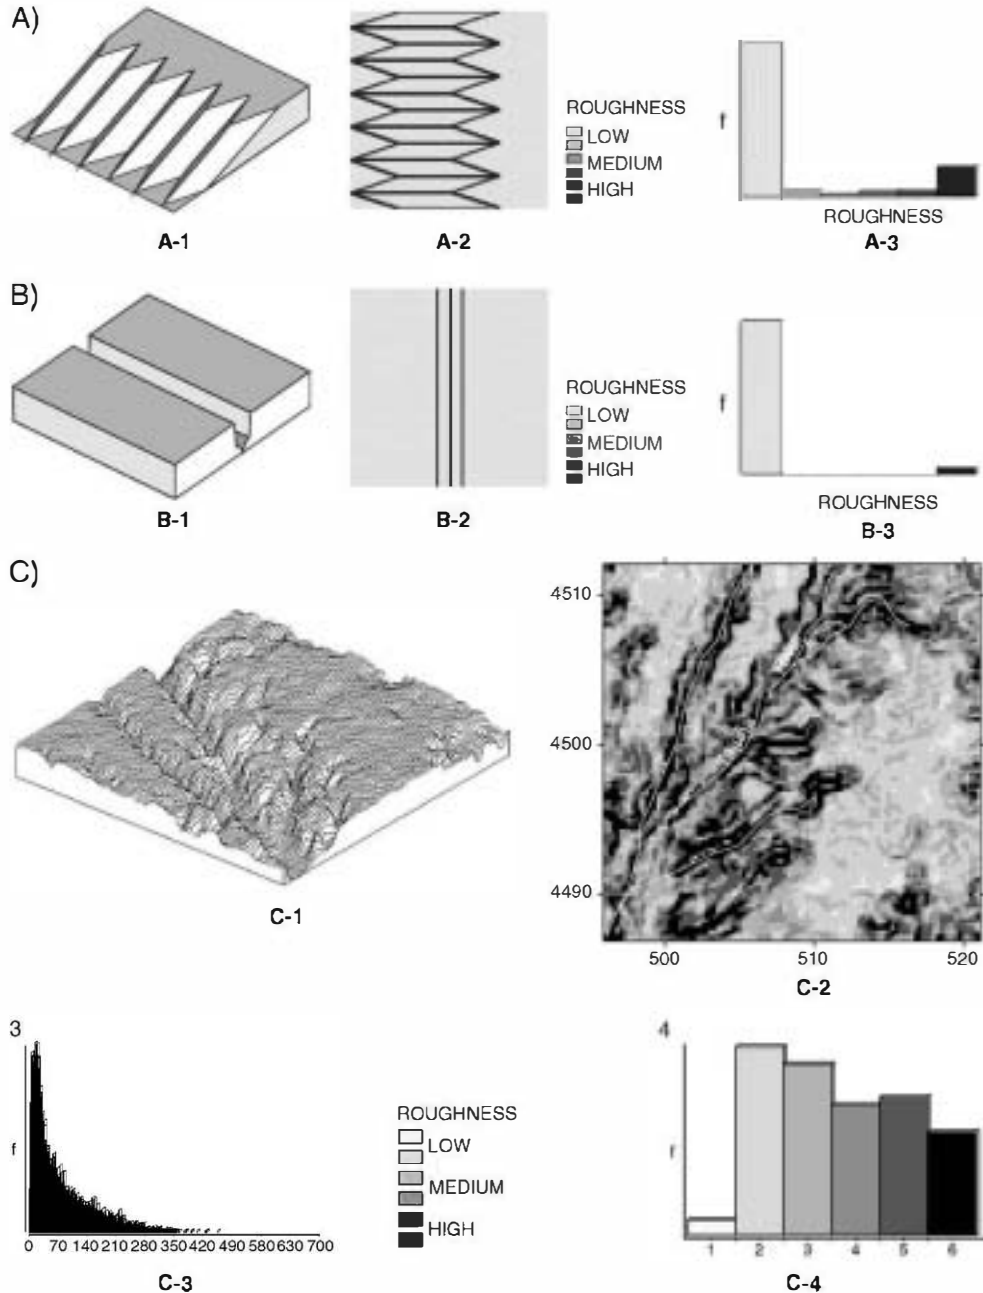 A)
ROUGHNESS
LOW
MEDIUM
HIGH
f
ROUGHNESS
A-1
A-2
A-3
B)
ROUGHNESS
LOW
MEDIUM
HIGH
f
ROUGHNESS
B-1
B-2
B-3
C)
4510
4500
4490
500 510 520
C-1
C-2
3
f
0 70 140 210 280 350 420 490 580 630 700
C-3
ROUGHNESS
LOW
MEDIUM
HIGH
4
f
1 2 3 4 5 6
C-4